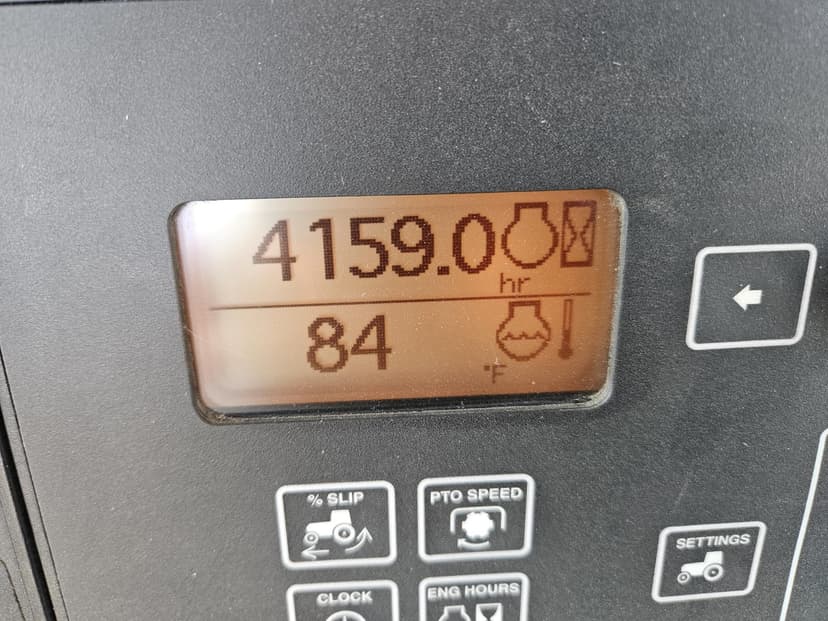 4159.0
hr
84
°F
% SLIP
PTO SPEED
SETTINGS
CLOCK
ENG HOURS